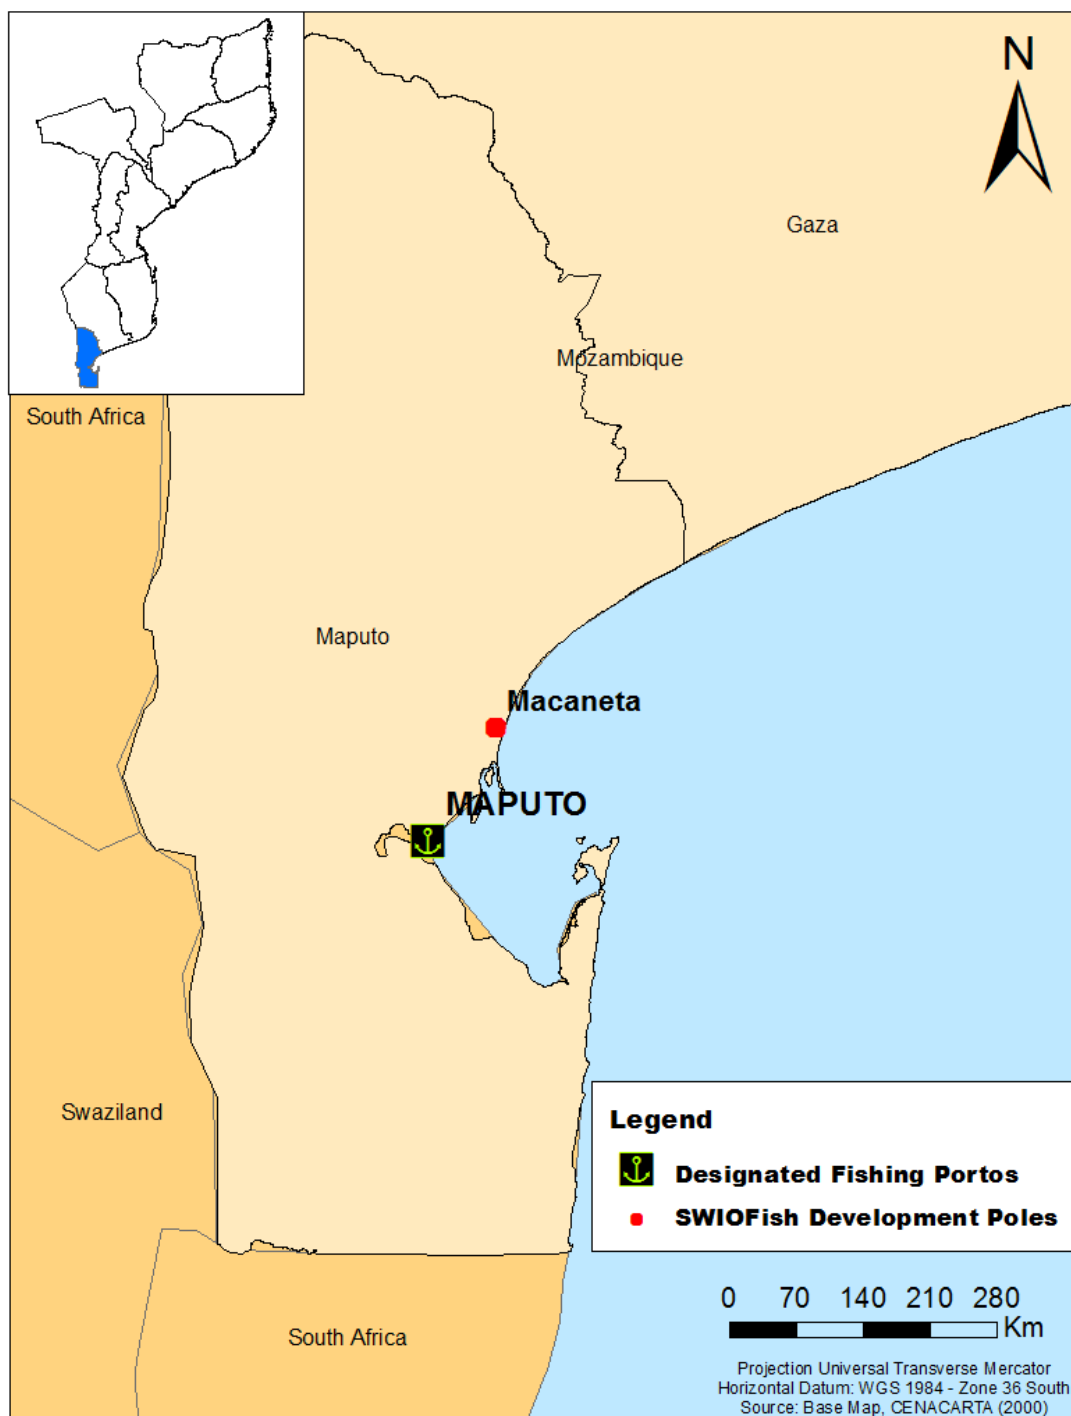 N
Gaza
Mozambique
South Africa
Maputo
Macaneta
MAPUTO
Swaziland
South Africa
Legend
Designated Fishing Portos
SWIOFish Development Poles
0 70 140 210 280
Km
Projection Universal Transverse Mercator
Horizontal Datum: WGS 1984 - Zone 36 South
Source: Base Map, CENACARTA (2000)